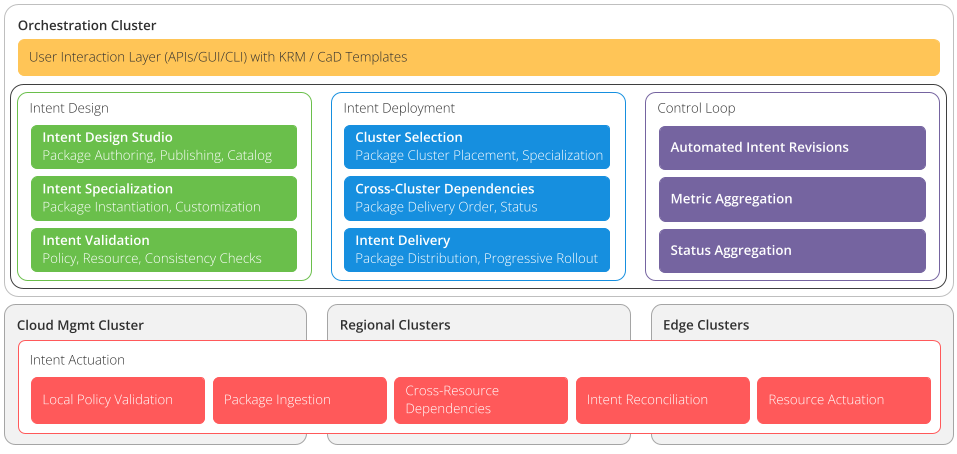 Orchestration Cluster
User Interaction Layer (APIs/GUI/CLI) with KRM / CaD Templates
Intent Design
Intent Design Studio
Package Authoring, Publishing, Catalog
Intent Specialization
Package Instantiation, Customization
Intent Validation
Policy, Resource, Consistency Checks
Intent Deployment
Cluster Selection
Package Cluster Placement, Specialization
Cross-Cluster Dependencies
Package Delivery Order, Status
Intent Delivery
Package Distribution, Progressive Rollout
Control Loop
Automated Intent Revisions
Metric Aggregation
Status Aggregation
Cloud Mgmt Cluster
Regional Clusters
Edge Clusters
Intent Actuation
Local Policy Validation
Package Ingestion
Cross-Resource
Dependencies
Intent Reconciliation
Resource Actuation